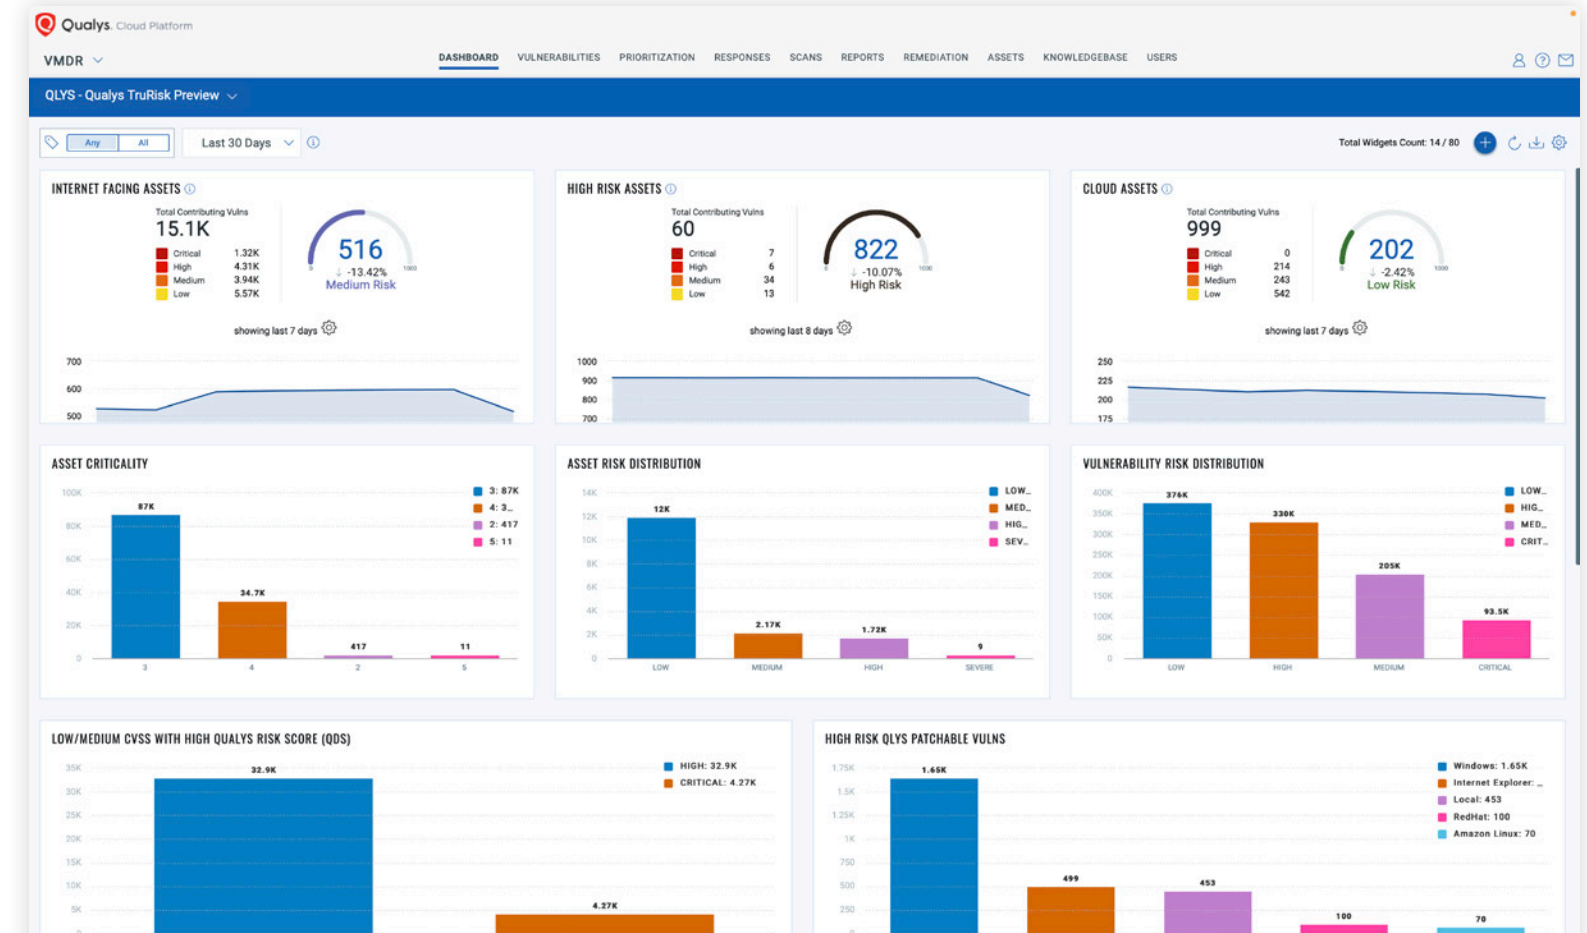 Qualys. Cloud Platform
VMDR
DASHBOARD VULNERABILITIES PRIORITIZATION RESPONSES SCANS REPORTS REMEDIATION ASSETS KNOWLEDGEBASE USERS
QLYS - Qualys TruRisk Preview
Any All Last 30 Days
Total Widgets Count: 14 / 80
INTERNET FACING ASSETS
Total Contributing Vulns
15.1K
Critical 1.32K
High 4.31K
Medium 3.94K
Low 5.57K
516
0 ↓ -13.42% 1000
Medium Risk
showing last 7 days
700
600
500
HIGH RISK ASSETS
Total Contributing Vulns
60
Critical 7
High 6
Medium 34
Low 13
822
0 ↓ -10.07% 1000
High Risk
showing last 8 days
1000
900
800
700
CLOUD ASSETS
Total Contributing Vulns
999
Critical 0
High 214
Medium 243
Low 542
202
0 ↓ -2.42% 1000
Low Risk
showing last 7 days
250
225
200
175
ASSET CRITICALITY
100K
80K
60K
40K
20K
0
87K
34.7K
417
11
3 4 2 5
3: 87K
4: 3...
2: 417
5: 11
ASSET RISK DISTRIBUTION
14K
12K
10K
8K
6K
4K
2K
0
12K
2.17K
1.72K
9
LOW MEDIUM HIGH SEVERE
LOW...
MED...
HIG...
SEV...
VULNERABILITY RISK DISTRIBUTION
400K
350K
300K
250K
200K
150K
100K
50K
0
376K
330K
205K
93.5K
LOW HIGH MEDIUM CRITICAL
LOW...
HIG...
MED...
CRIT...
LOW/MEDIUM CVSS WITH HIGH QUALYS RISK SCORE (QDS)
35K
30K
25K
20K
15K
10K
5K
32.9K
4.27K
HIGH: 32.9K
CRITICAL: 4.27K
HIGH RISK QLYS PATCHABLE VULNS
1.75K
1.5K
1.25K
1K
750
500
250
1.65K
499
453
100
70
Windows: 1.65K
Internet Explorer: ...
Local: 453
RedHat: 100
Amazon Linux: 70